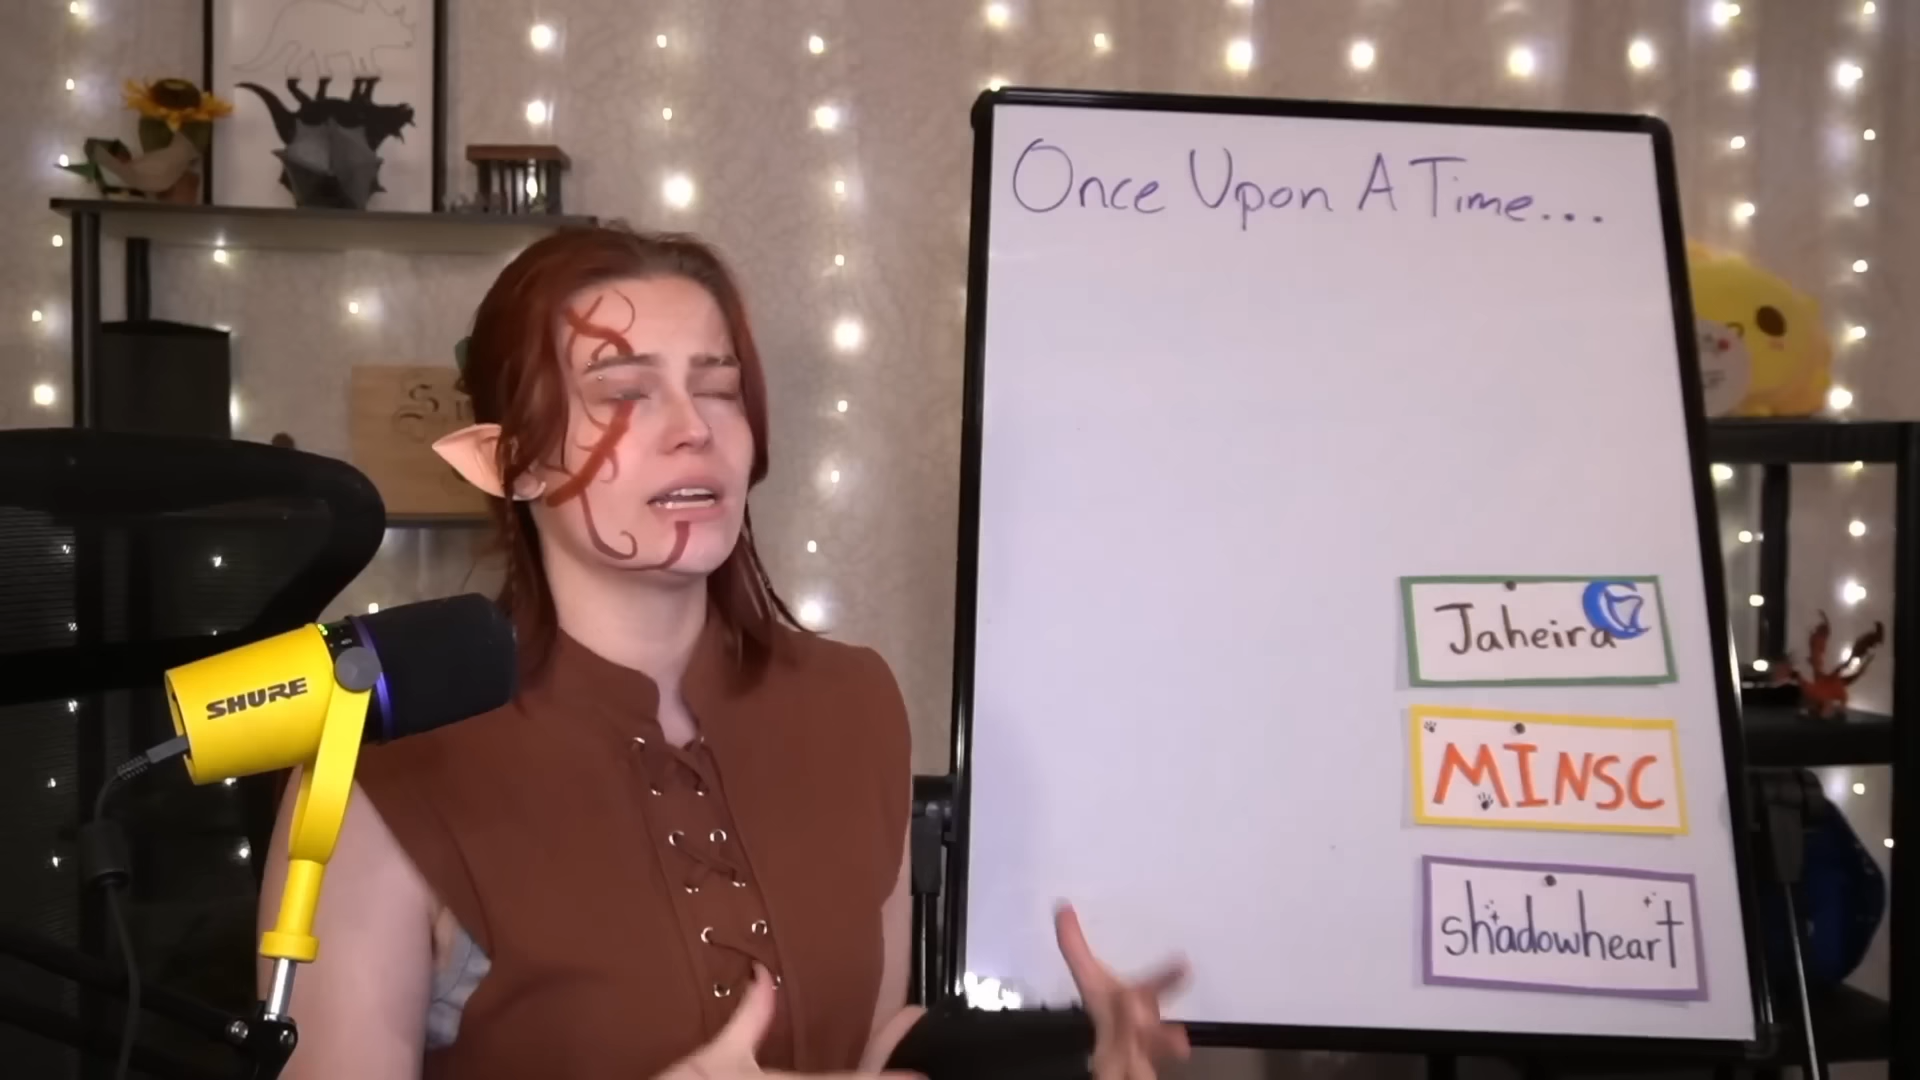 Once Upon A Time...
Jaheira
MINSC
shadowheart
SHURE